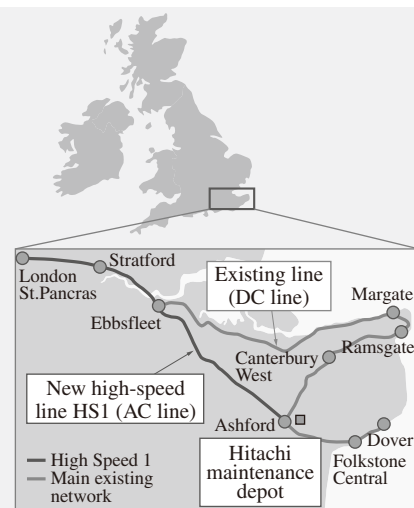 London
St.Pancras
Stratford
Ebbsfleet
Existing line
(DC line)
Margate
Canterbury
West
Ramsgate
New high-speed
line HS1 (AC line)
Ashford
Hitachi
maintenance
depot
Dover
Folkstone
Central
High Speed 1
Main existing
network